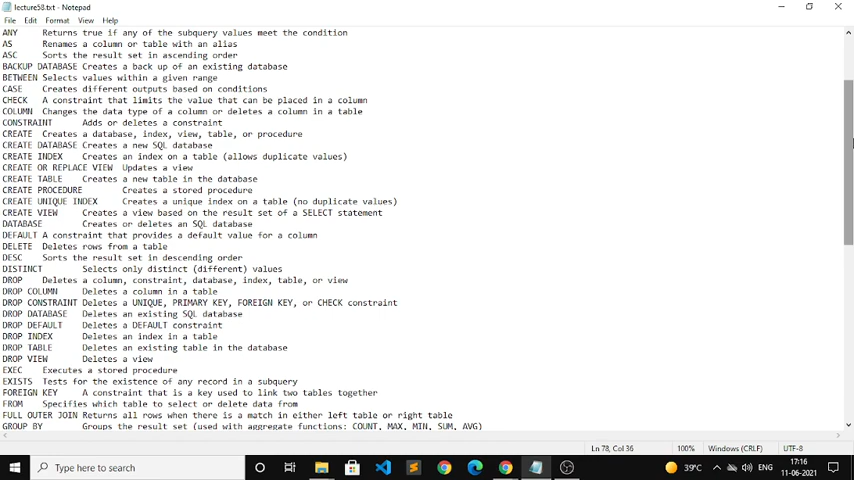 lecture58.txt - Notepad
File Edit Format View Help
ANY Returns true if any of the subquery values meet the condition
AS Renames a column or table with an alias
ASC Sorts the result set in ascending order
BACKUP DATABASE Creates a back up of an existing database
BETWEEN Selects values within a given range
CASE Creates different outputs based on conditions
CHECK A constraint that limits the value that can be placed in a column
COLUMN Changes the data type of a column or deletes a column in a table
CONSTRAINT Adds or deletes a constraint
CREATE Creates a database, index, view, table, or procedure
CREATE DATABASE Creates a new SQL database
CREATE INDEX Creates an index on a table (allows duplicate values)
CREATE OR REPLACE VIEW Updates a view
CREATE TABLE Creates a new table in the database
CREATE PROCEDURE Creates a stored procedure
CREATE UNIQUE INDEX Creates a unique index on a table (no duplicate values)
CREATE VIEW Creates a view based on the result set of a SELECT statement
DATABASE Creates or deletes an SQL database
DEFAULT A constraint that provides a default value for a column
DELETE Deletes rows from a table
DESC Sorts the result set in descending order
DISTINCT Selects only distinct (different) values
DROP Deletes a column, constraint, database, index, table, or view
DROP COLUMN Deletes a column in a table
DROP CONSTRAINT Deletes a UNIQUE, PRIMARY KEY, FOREIGN KEY, or CHECK constraint
DROP DATABASE Deletes an existing SQL database
DROP DEFAULT Deletes a DEFAULT constraint
DROP INDEX Deletes an index in a table
DROP TABLE Deletes an existing table in the database
DROP VIEW Deletes a view
EXEC Executes a stored procedure
EXISTS Tests for the existence of any record in a subquery
FOREIGN KEY A constraint that is a key used to link two tables together
FROM Specifies which table to select or delete data from
FULL OUTER JOIN Returns all rows when there is a match in either left table or right table
GROUP BY Groups the result set (used with aggregate functions: COUNT, MAX, MIN, SUM, AVG)
Ln 78, Col 36 100% Windows (CRLF) UTF-8
Type here to search 39°C ENG 17:16
11-06-2021